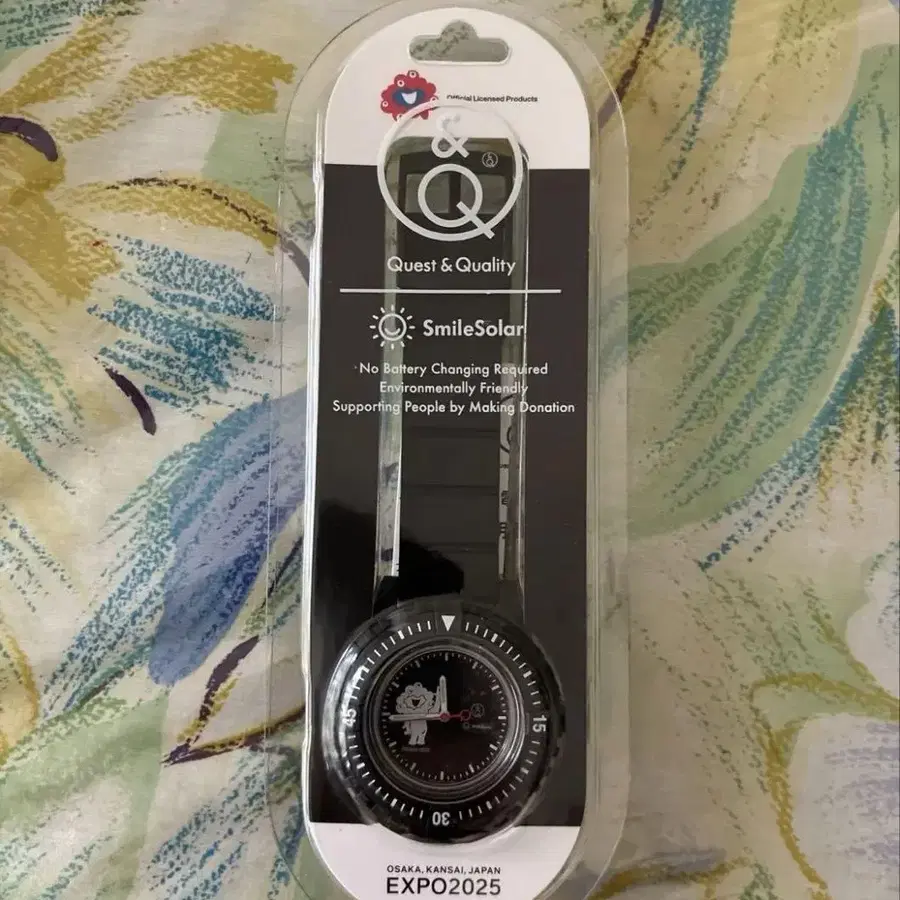 Official Licensed Products
&
Q
Quest & Quality
SmileSolar
No Battery Changing Required
Environmentally Friendly
Supporting People by Making Donation
45
15
30
OSAKA, KANSAI, JAPAN
EXPO2025